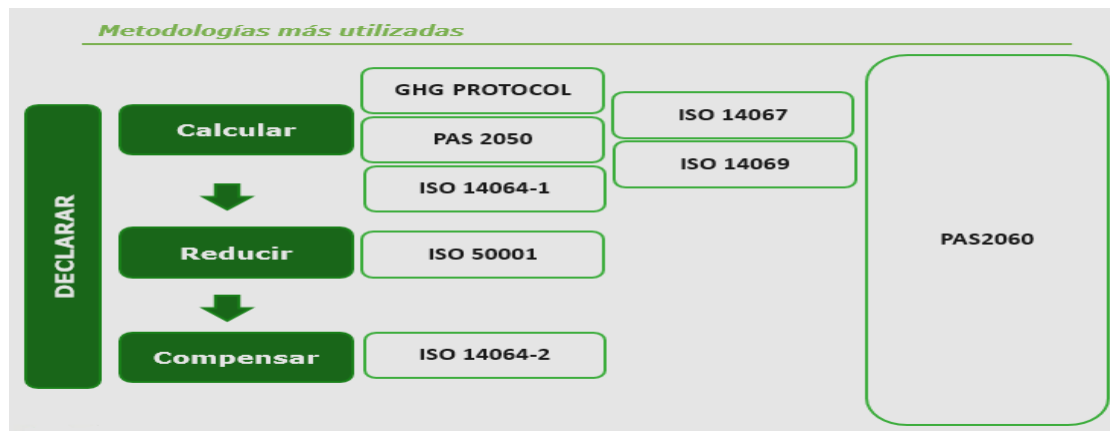 Metodologías más utilizadas
DECLARAR
Calcular
GHG PROTOCOL
PAS 2050
ISO 14064-1
ISO 14067
ISO 14069
Reducir
ISO 50001
Compensar
ISO 14064-2
PAS2060